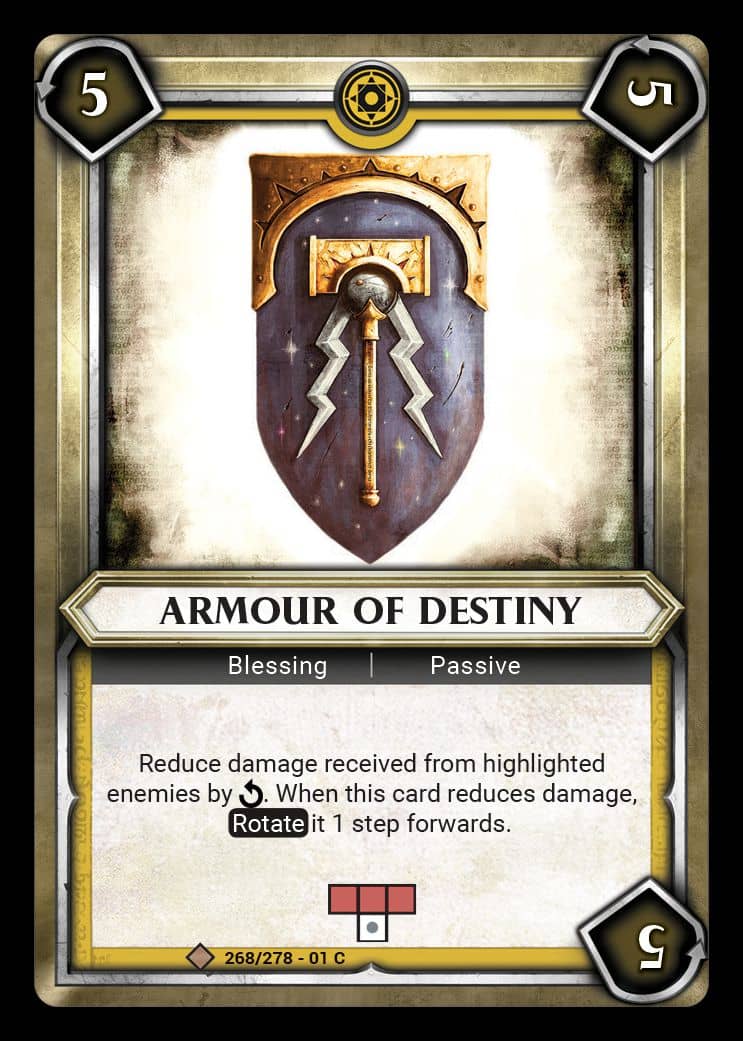 5
5
ARMOUR OF DESTINY
Blessing | Passive
Reduce damage received from highlighted
enemies by . When this card reduces damage,
Rotate it 1 step forwards.
5
268/278 - 01 C